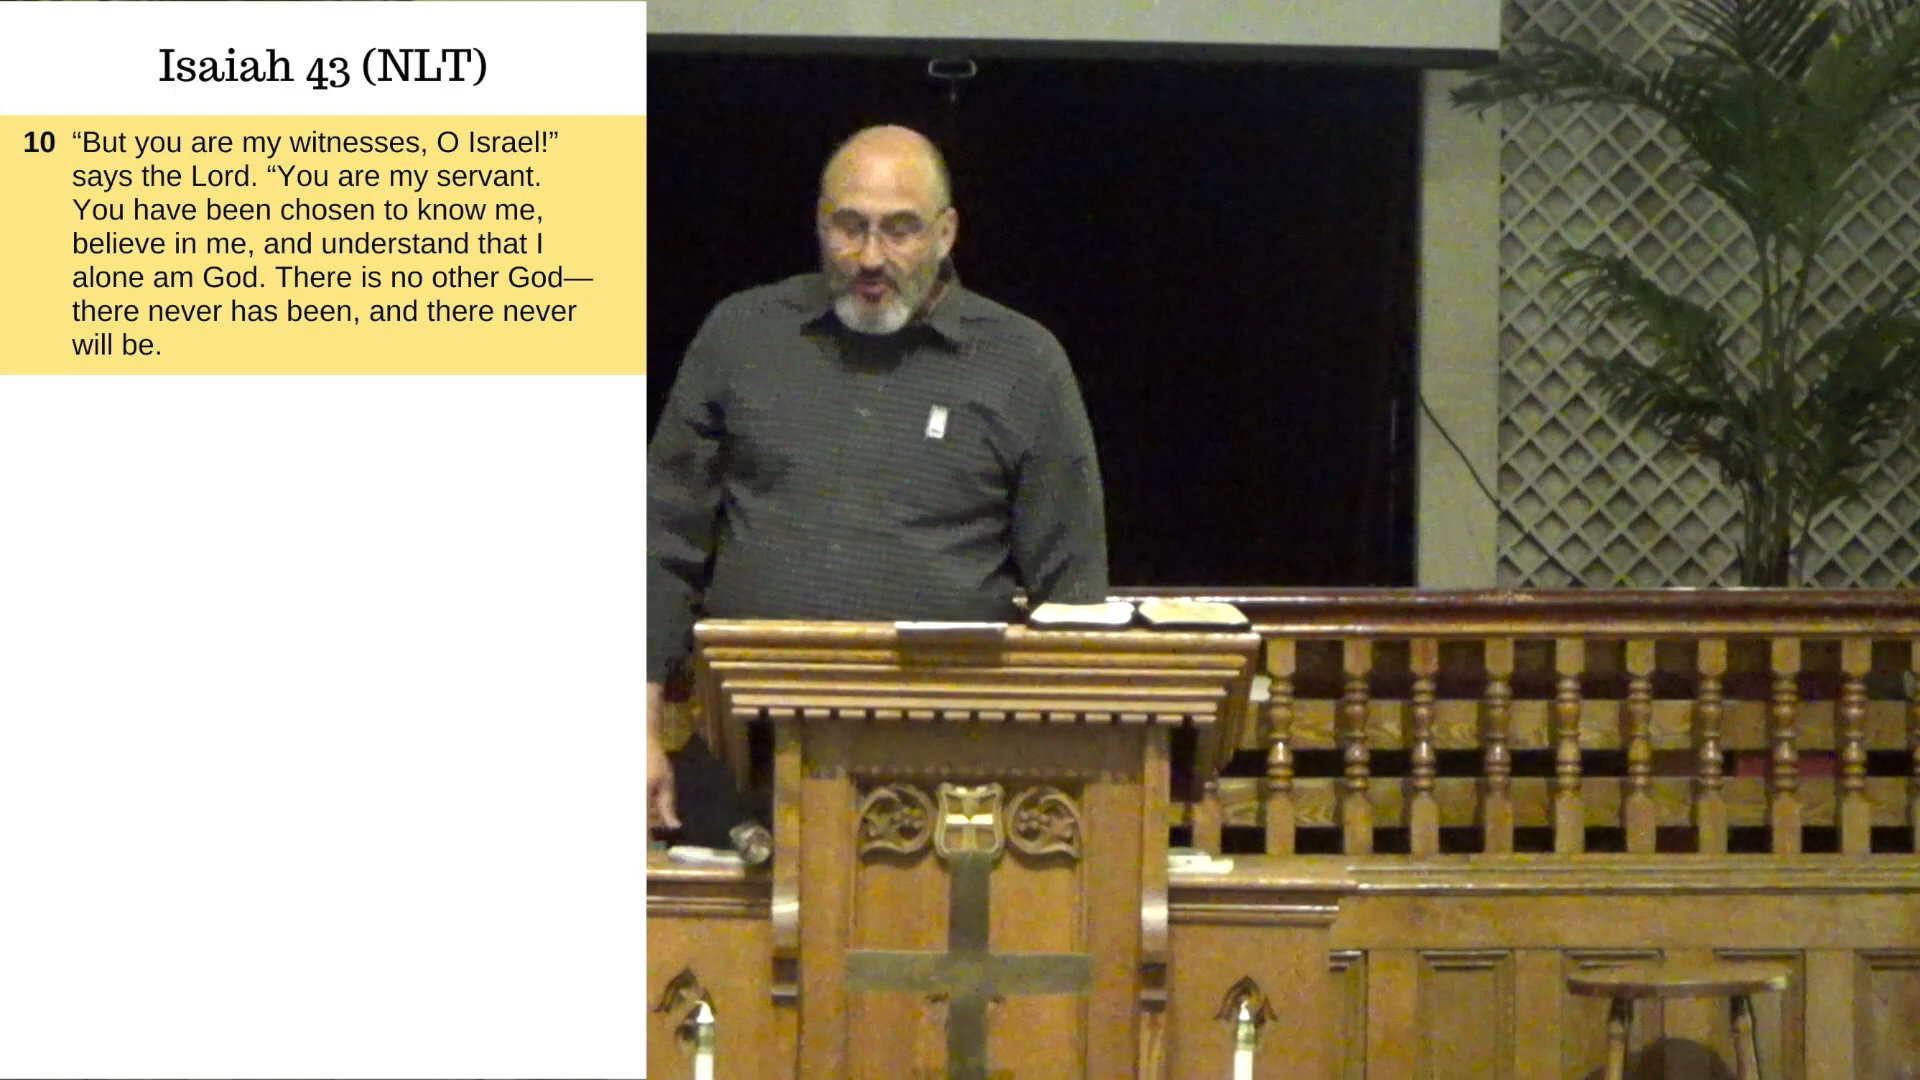 Isaiah 43 (NLT)
10 “But you are my witnesses, O Israel!”
says the Lord. “You are my servant.
You have been chosen to know me,
believe in me, and understand that I
alone am God. There is no other God—
there never has been, and there never
will be.